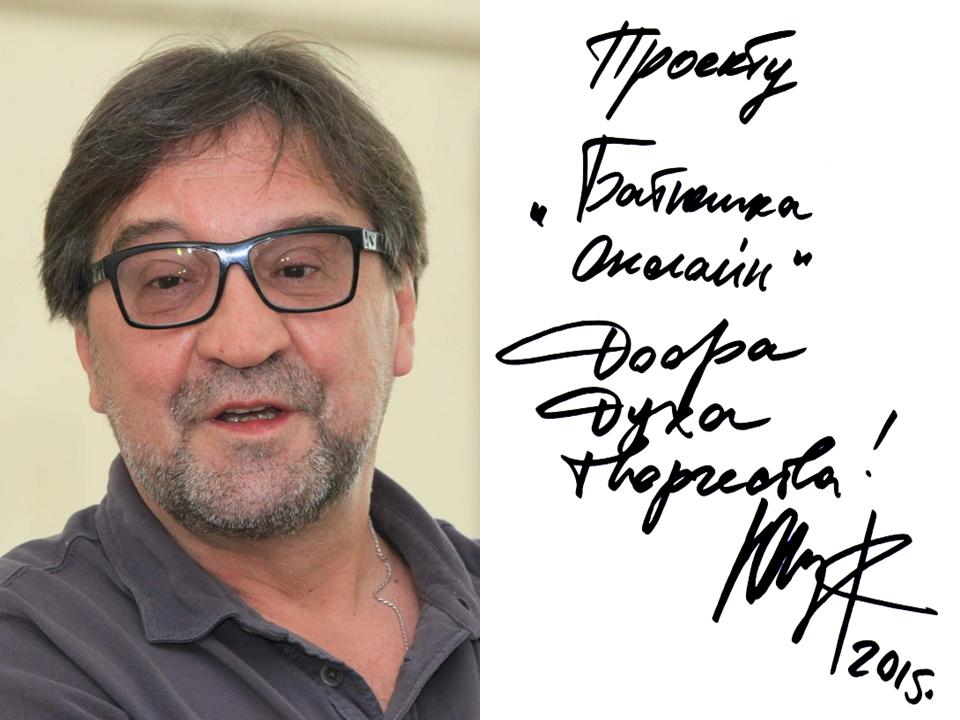 Проекту
"Батюшка
Онлайн"
Добра
Духа
творчества!
2015.